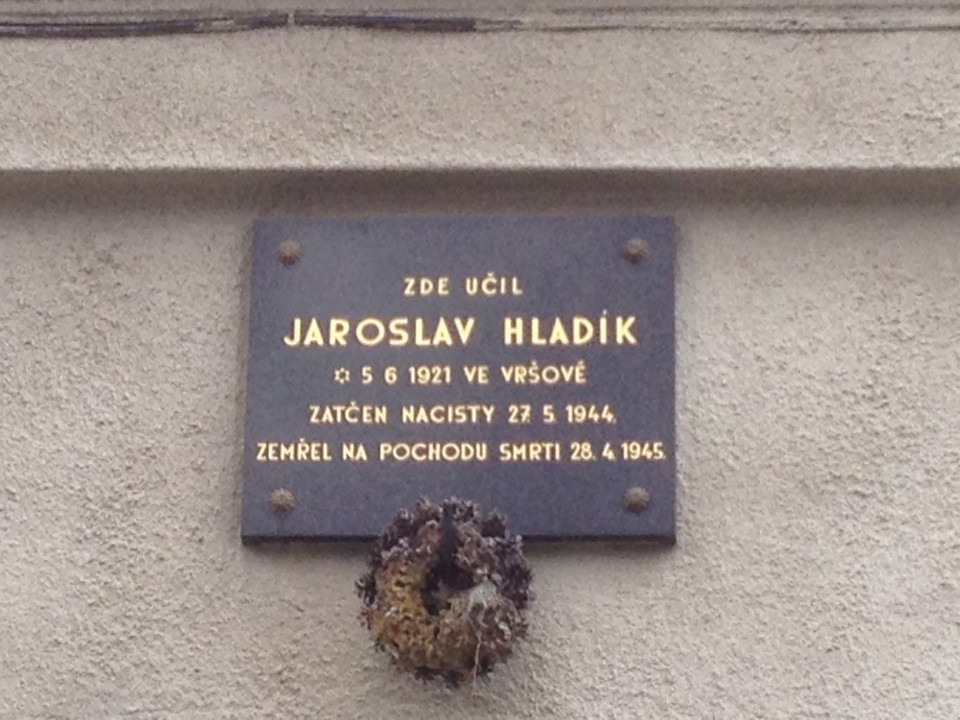 ZDE UČIL
JAROSLAV HLADÍK
✡ 5 6 1921 VE VRŠOVĚ
ZATČEN NACISTY 27. 5. 1944.
ZEMŘEL NA POCHODU SMRTI 28. 4. 1945.